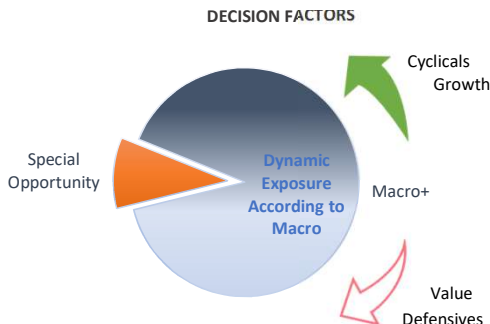 DECISION FACTORS
Cyclicals
Growth
Special
Opportunity
Dynamic
Exposure
According to
Macro
Macro+
Value
Defensives